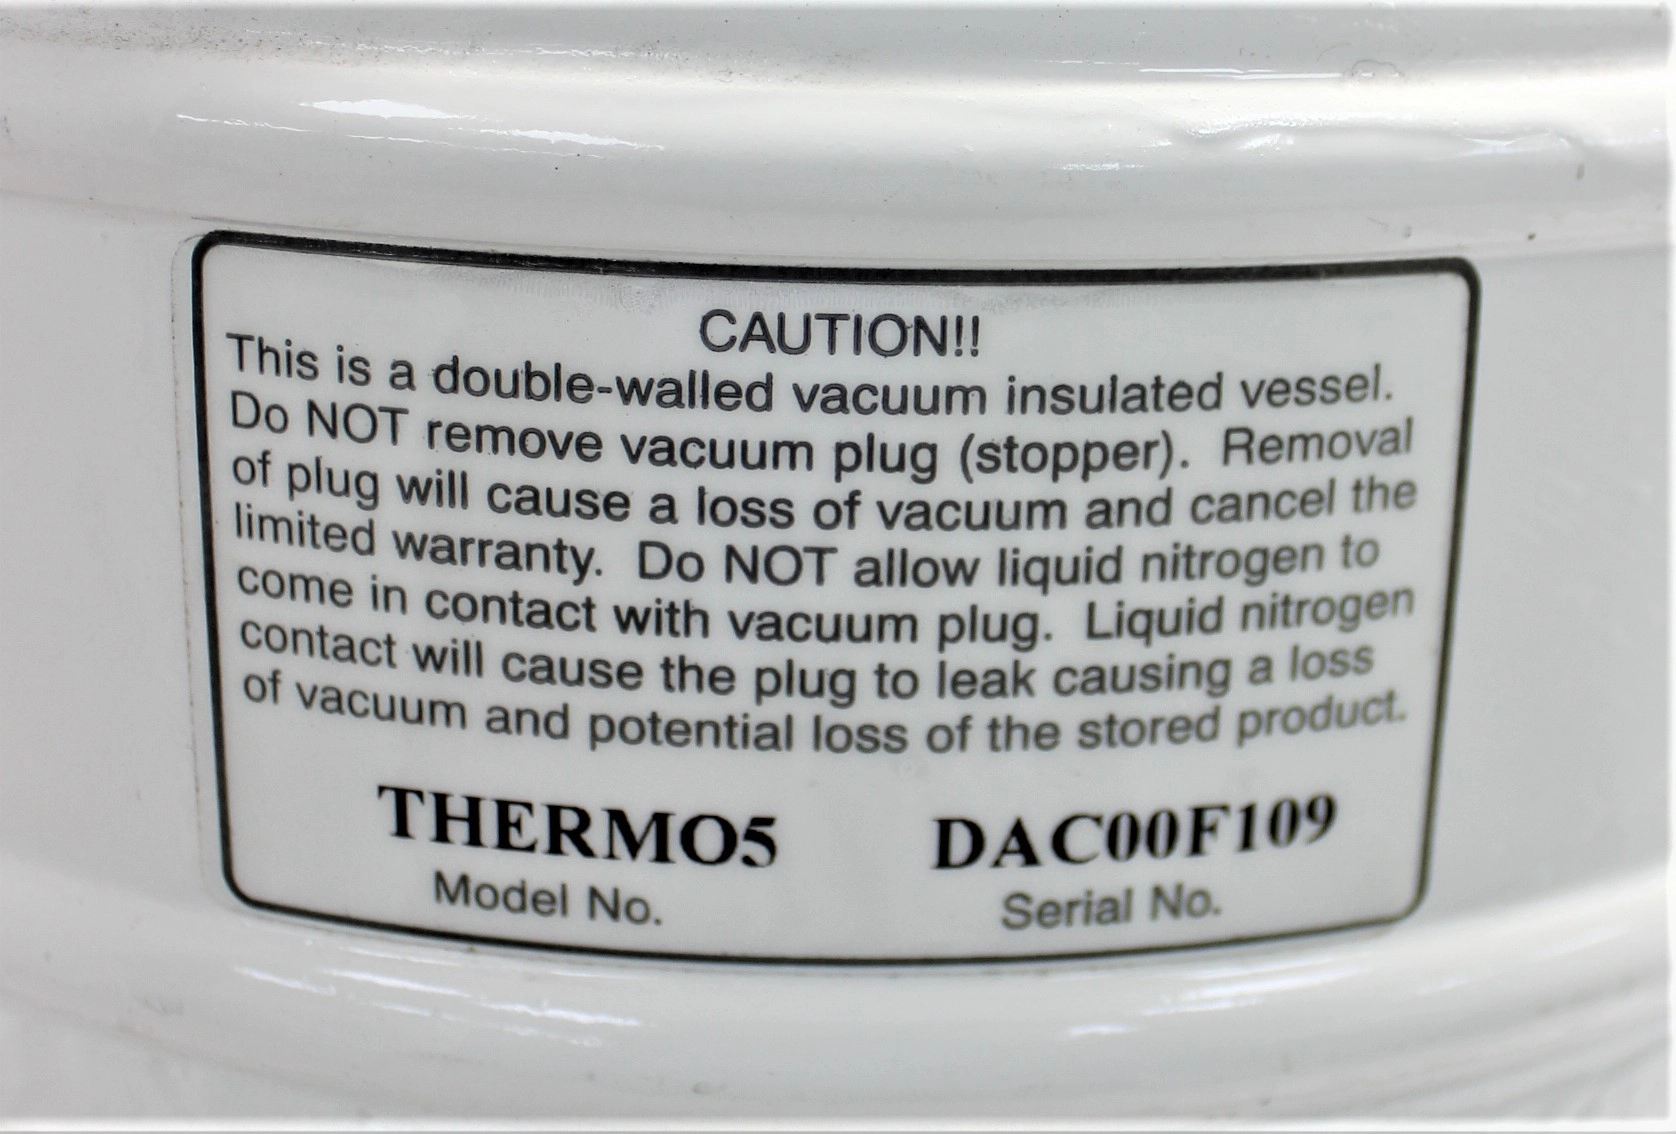 CAUTION!!
This is a double-walled vacuum insulated vessel.
Do NOT remove vacuum plug (stopper). Removal
of plug will cause a loss of vacuum and cancel the
limited warranty. Do NOT allow liquid nitrogen to
come in contact with vacuum plug. Liquid nitrogen
contact will cause the plug to leak causing a loss
of vacuum and potential loss of the stored product.
THERMO5 DAC00F109
Model No. Serial No.